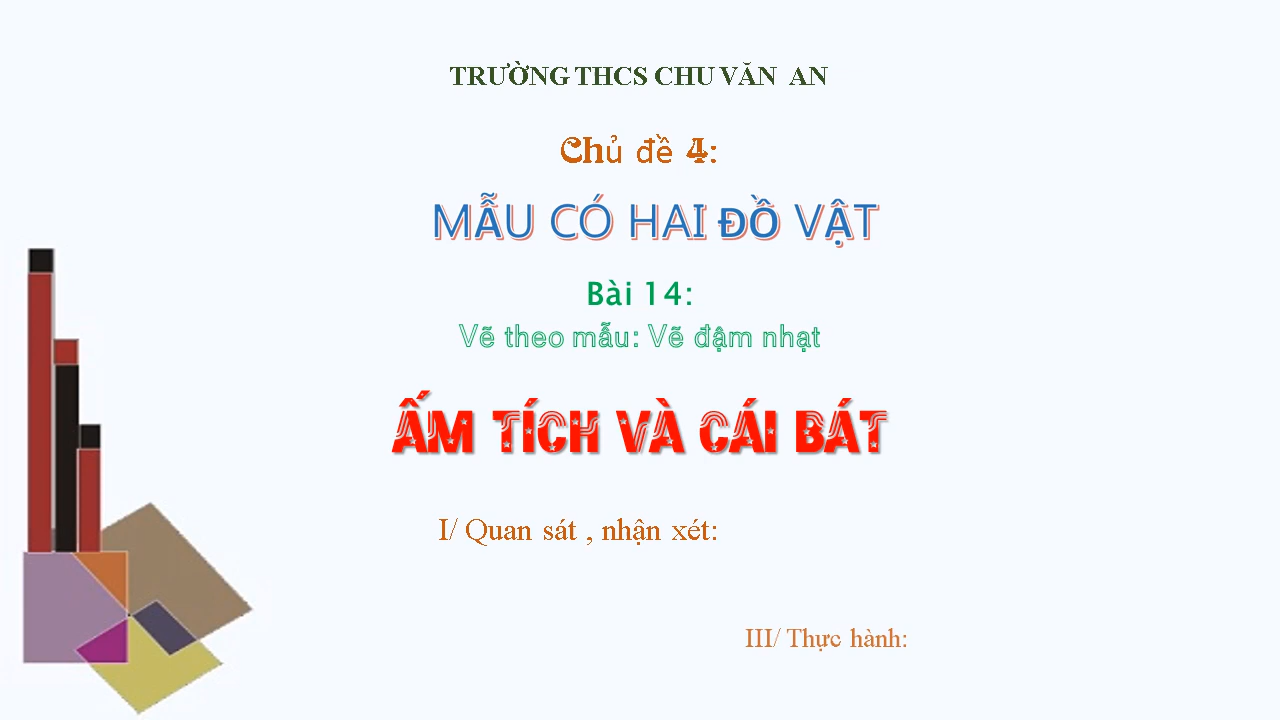 TRƯỜNG THCS CHU VĂN AN
Chủ đề 4:
MẪU CÓ HAI ĐỒ VẬT
Bài 14:
Vẽ theo mẫu: Vẽ đậm nhạt
ẤM TÍCH VÀ CÁI BÁT
I/ Quan sát , nhận xét:
III/ Thực hành: